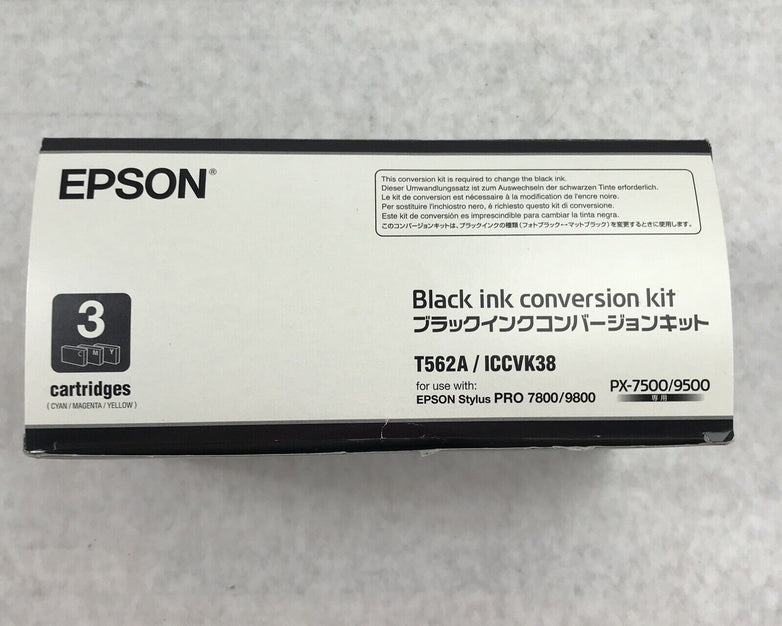 EPSON®
This conversion kit is required to change the black ink.
Dieser Umwandlungssatz ist zum Auswechseln der schwarzen Tinte erforderlich.
Le kit de conversion est nécessaire à la modification de l'encre noire.
Per sostituire l'inchiostro nero, é richiesto questo kit di conversione.
Este kit de conversión es imprescindible para cambiar la tinta negra.
このコンバージョンキットは、ブラックインクの種類(フォトブラック↔マットブラック)を変更するときに使用します。
3
C M Y
cartridges
(CYAN / MAGENTA / YELLOW)
Black ink conversion kit
ブラックインクコンバージョンキット
T562A / ICCVK38
for use with:
EPSON Stylus PRO 7800/9800
PX-7500/9500
専用